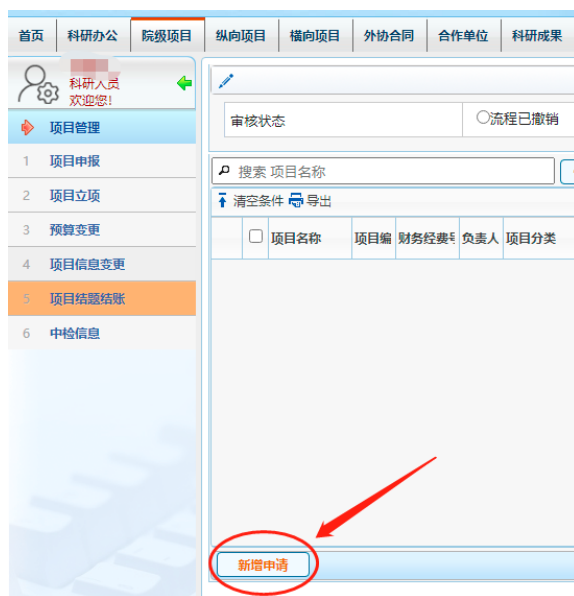 首页 科研办公 院级项目 纵向项目 横向项目 外协合同 合作单位 科研成果
科研人员
欢迎您!
项目管理
1 项目申报
2 项目立项
3 预算变更
4 项目信息变更
5 项目结题结账
6 中检信息
审核状态 流程已撤销
搜索 项目名称
清空条件 导出
项目名称 项目编 财务经费 负责人 项目分类
新增申请